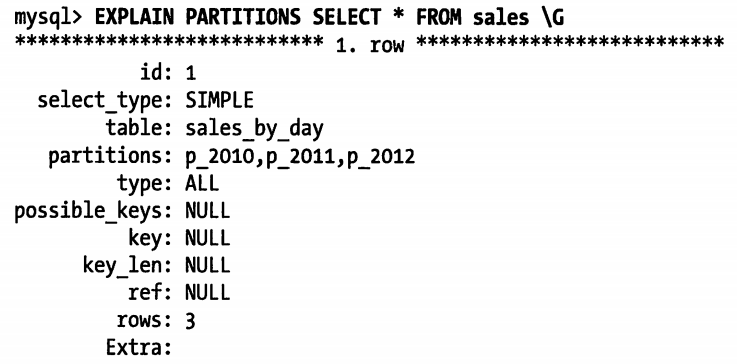 mysql> EXPLAIN PARTITIONS SELECT * FROM sales \G
*************************** 1. row ***************************
id: 1
select_type: SIMPLE
table: sales_by_day
partitions: p_2010,p_2011,p_2012
type: ALL
possible_keys: NULL
key: NULL
key_len: NULL
ref: NULL
rows: 3
Extra: